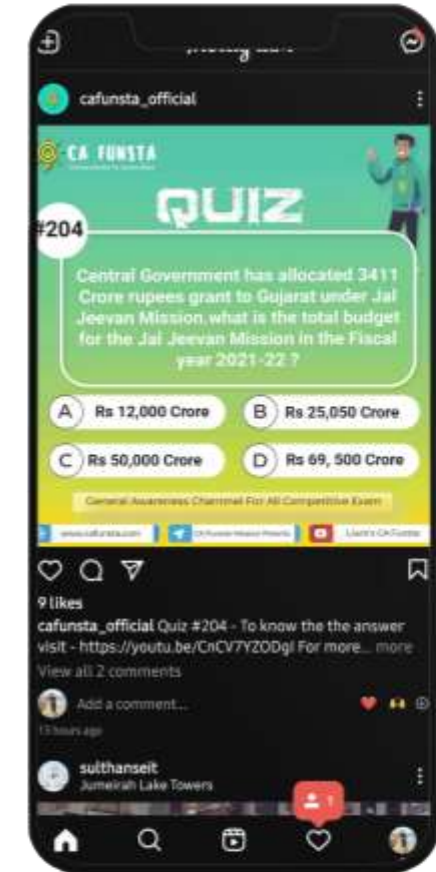 cafunsta_official
CA FUNSTA
QUIZ
#204
Central Government has allocated 3411
Crore rupees grant to Gujarat under Jal
Jeevan Mission,what is the total budget
for the Jal Jeevan Mission in the Fiscal
year 2021-22 ?
A Rs 12,000 Crore
B Rs 25,050 Crore
C Rs 50,000 Crore
D Rs 69, 500 Crore
General Awareness Channel For All Competitive Exam
www.cafunsta.com
9 likes
cafunsta_official Quiz #204 - To know the the answer
visit - https://youtu.be/CnCV7YZODgI For more... more
View all 2 comments
Add a comment...
13 hours ago
sulthanseit
Jumeirah Lake Towers
1